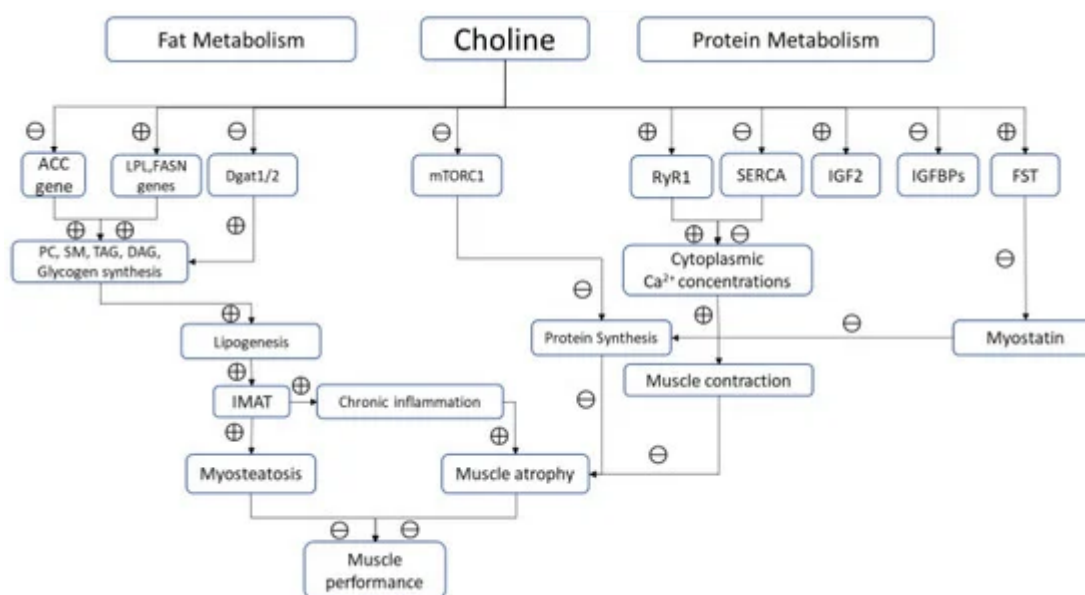 Fat Metabolism
Choline
Protein Metabolism
ACC
gene
LPL,FASN
genes
Dgat1/2
mTORC1
RyR1
SERCA
IGF2
IGFBPs
FST
PC, SM, TAG, DAG,
Glycogen synthesis
Cytoplasmic
Ca²⁺ concentrations
Lipogenesis
Protein Synthesis
Myostatin
Muscle contraction
IMAT
Chronic inflammation
Myosteatosis
Muscle atrophy
Muscle
performance